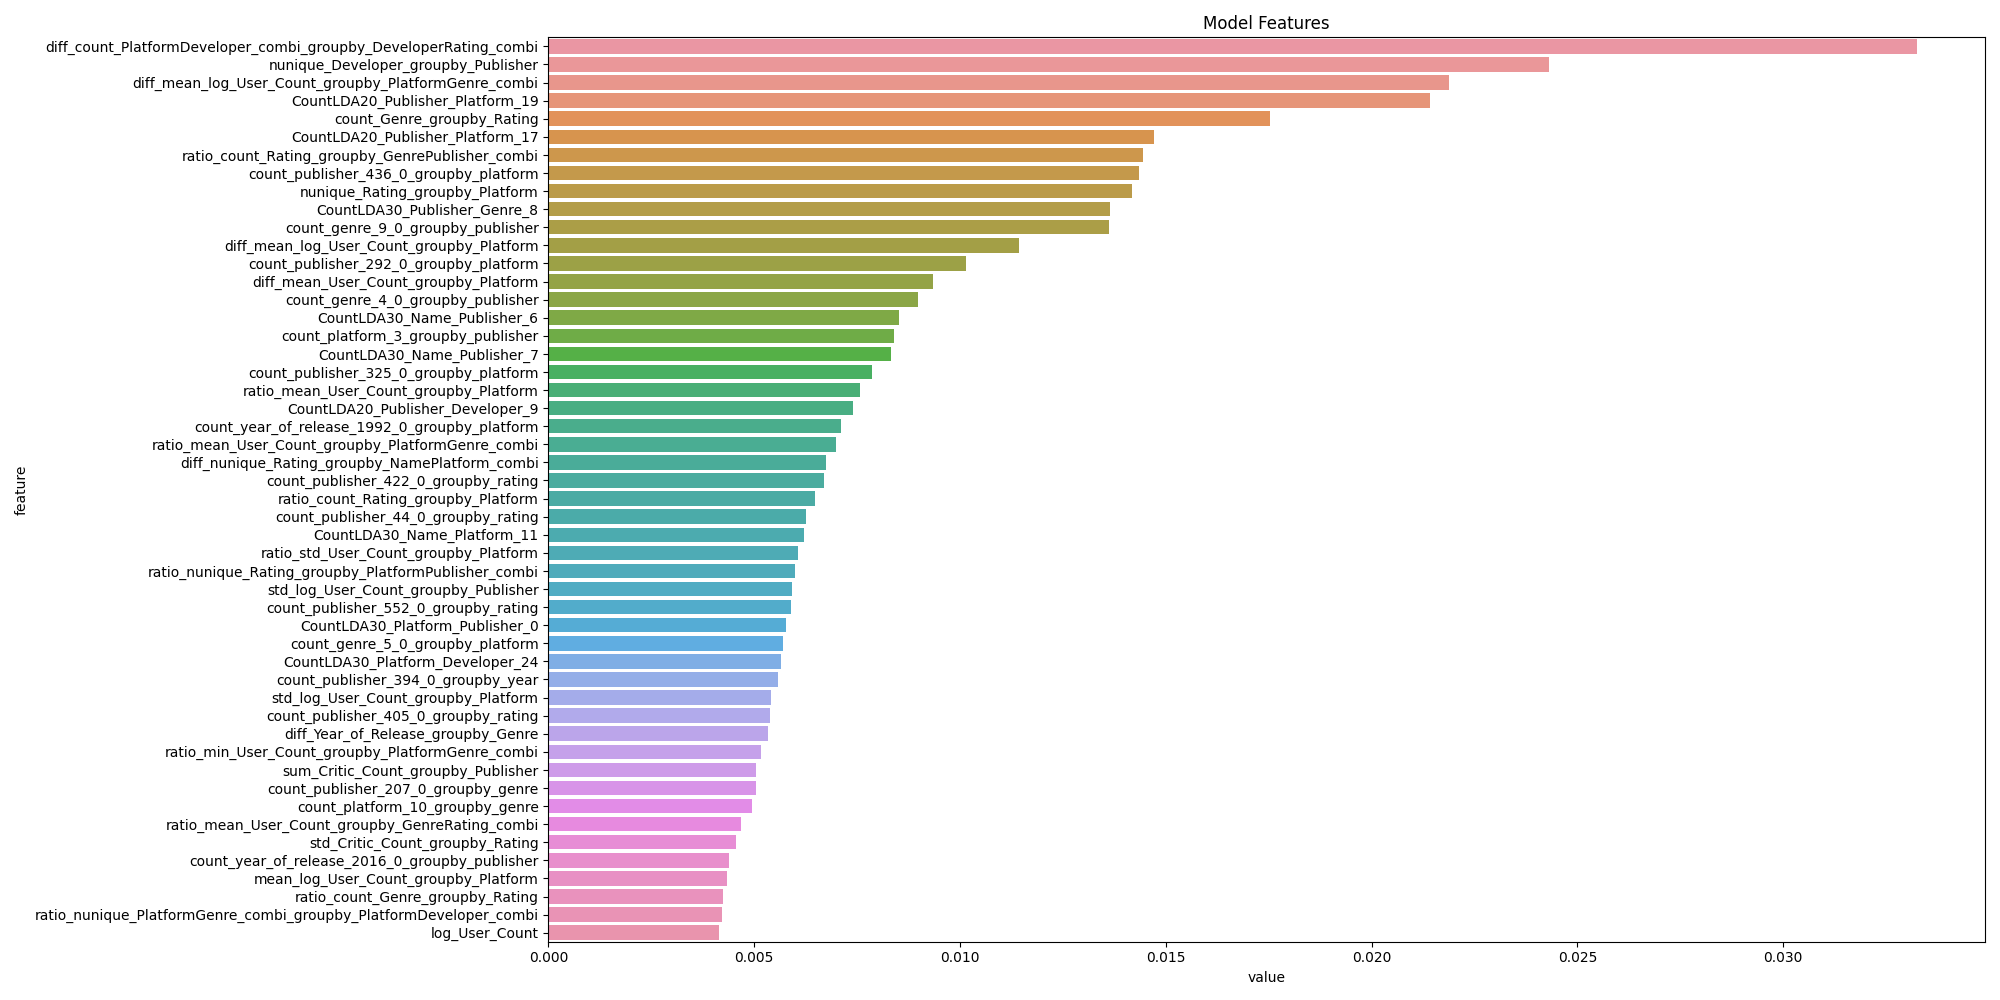 Model Features
diff_count_PlatformDeveloper_combi_groupby_DeveloperRating_combi
nunique_Developer_groupby_Publisher
diff_mean_log_User_Count_groupby_PlatformGenre_combi
CountLDA20_Publisher_Platform_19
count_Genre_groupby_Rating
CountLDA20_Publisher_Platform_17
ratio_count_Rating_groupby_GenrePublisher_combi
count_publisher_436_0_groupby_platform
nunique_Rating_groupby_Platform
CountLDA30_Publisher_Genre_8
count_genre_9_0_groupby_publisher
diff_mean_log_User_Count_groupby_Platform
count_publisher_292_0_groupby_platform
diff_mean_User_Count_groupby_Platform
count_genre_4_0_groupby_publisher
CountLDA30_Name_Publisher_6
count_platform_3_groupby_publisher
CountLDA30_Name_Publisher_7
count_publisher_325_0_groupby_platform
ratio_mean_User_Count_groupby_Platform
CountLDA20_Publisher_Developer_9
count_year_of_release_1992_0_groupby_platform
ratio_mean_User_Count_groupby_PlatformGenre_combi
diff_nunique_Rating_groupby_NamePlatform_combi
count_publisher_422_0_groupby_rating
ratio_count_Rating_groupby_Platform
count_publisher_44_0_groupby_rating
CountLDA30_Name_Platform_11
ratio_std_User_Count_groupby_Platform
ratio_nunique_Rating_groupby_PlatformPublisher_combi
std_log_User_Count_groupby_Publisher
count_publisher_552_0_groupby_rating
CountLDA30_Platform_Publisher_0
count_genre_5_0_groupby_platform
CountLDA30_Platform_Developer_24
count_publisher_394_0_groupby_year
std_log_User_Count_groupby_Platform
count_publisher_405_0_groupby_rating
diff_Year_of_Release_groupby_Genre
ratio_min_User_Count_groupby_PlatformGenre_combi
sum_Critic_Count_groupby_Publisher
count_publisher_207_0_groupby_genre
count_platform_10_groupby_genre
ratio_mean_User_Count_groupby_GenreRating_combi
std_Critic_Count_groupby_Rating
count_year_of_release_2016_0_groupby_publisher
mean_log_User_Count_groupby_Platform
ratio_count_Genre_groupby_Rating
ratio_nunique_PlatformGenre_combi_groupby_PlatformDeveloper_combi
log_User_Count
feature
0.000 0.005 0.010 0.015 0.020 0.025 0.030
value